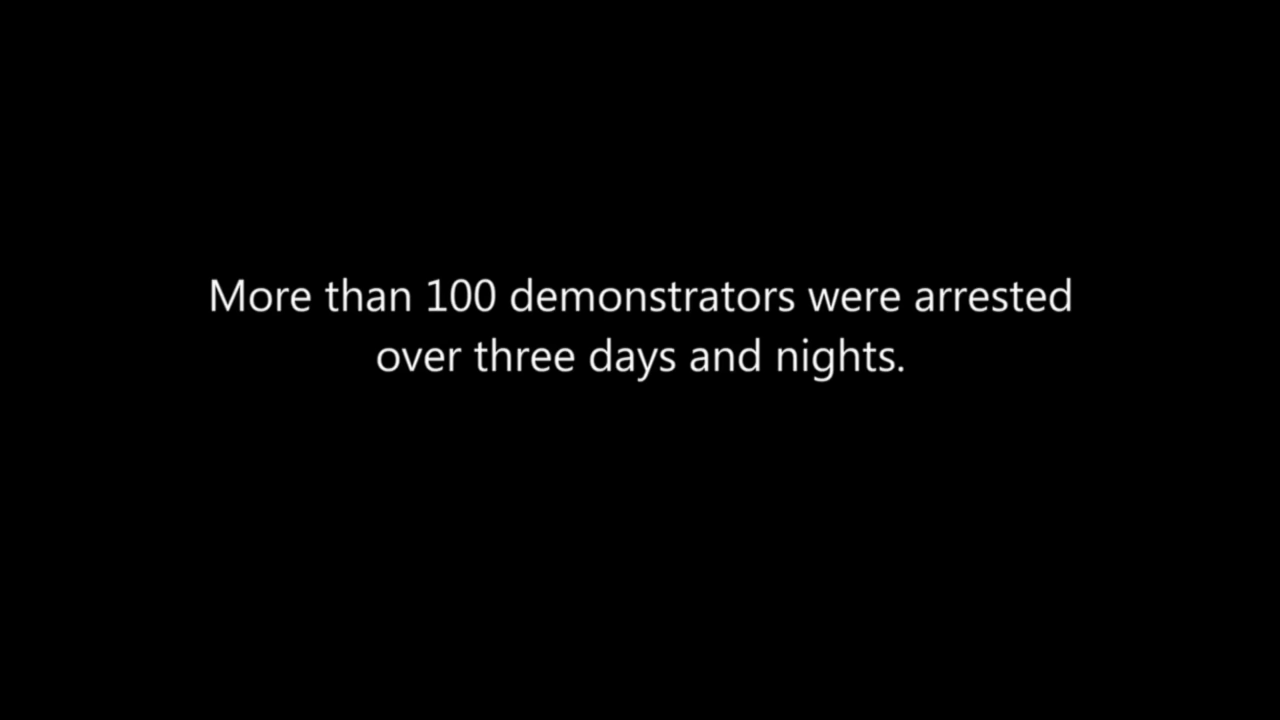 More than 100 demonstrators were arrested
over three days and nights.